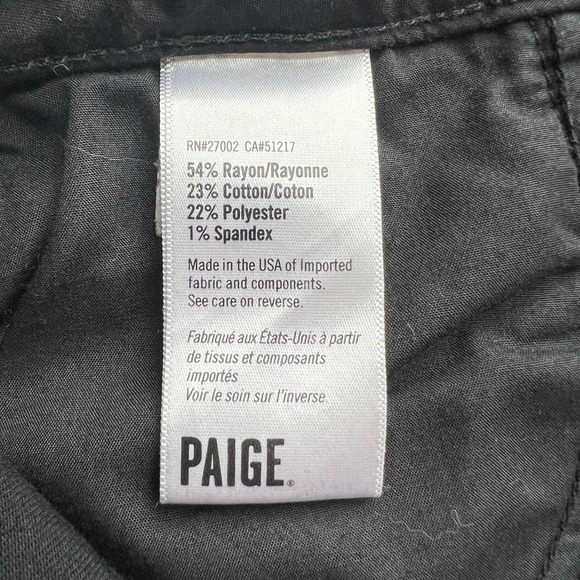 RN#27002 CA#51217
54% Rayon/Rayonne
23% Cotton/Coton
22% Polyester
1% Spandex
Made in the USA of Imported
fabric and components.
See care on reverse.
Fabriqué aux États-Unis à partir
de tissus et composants
importés
Voir le soin sur l'inverse.
PAIGE®